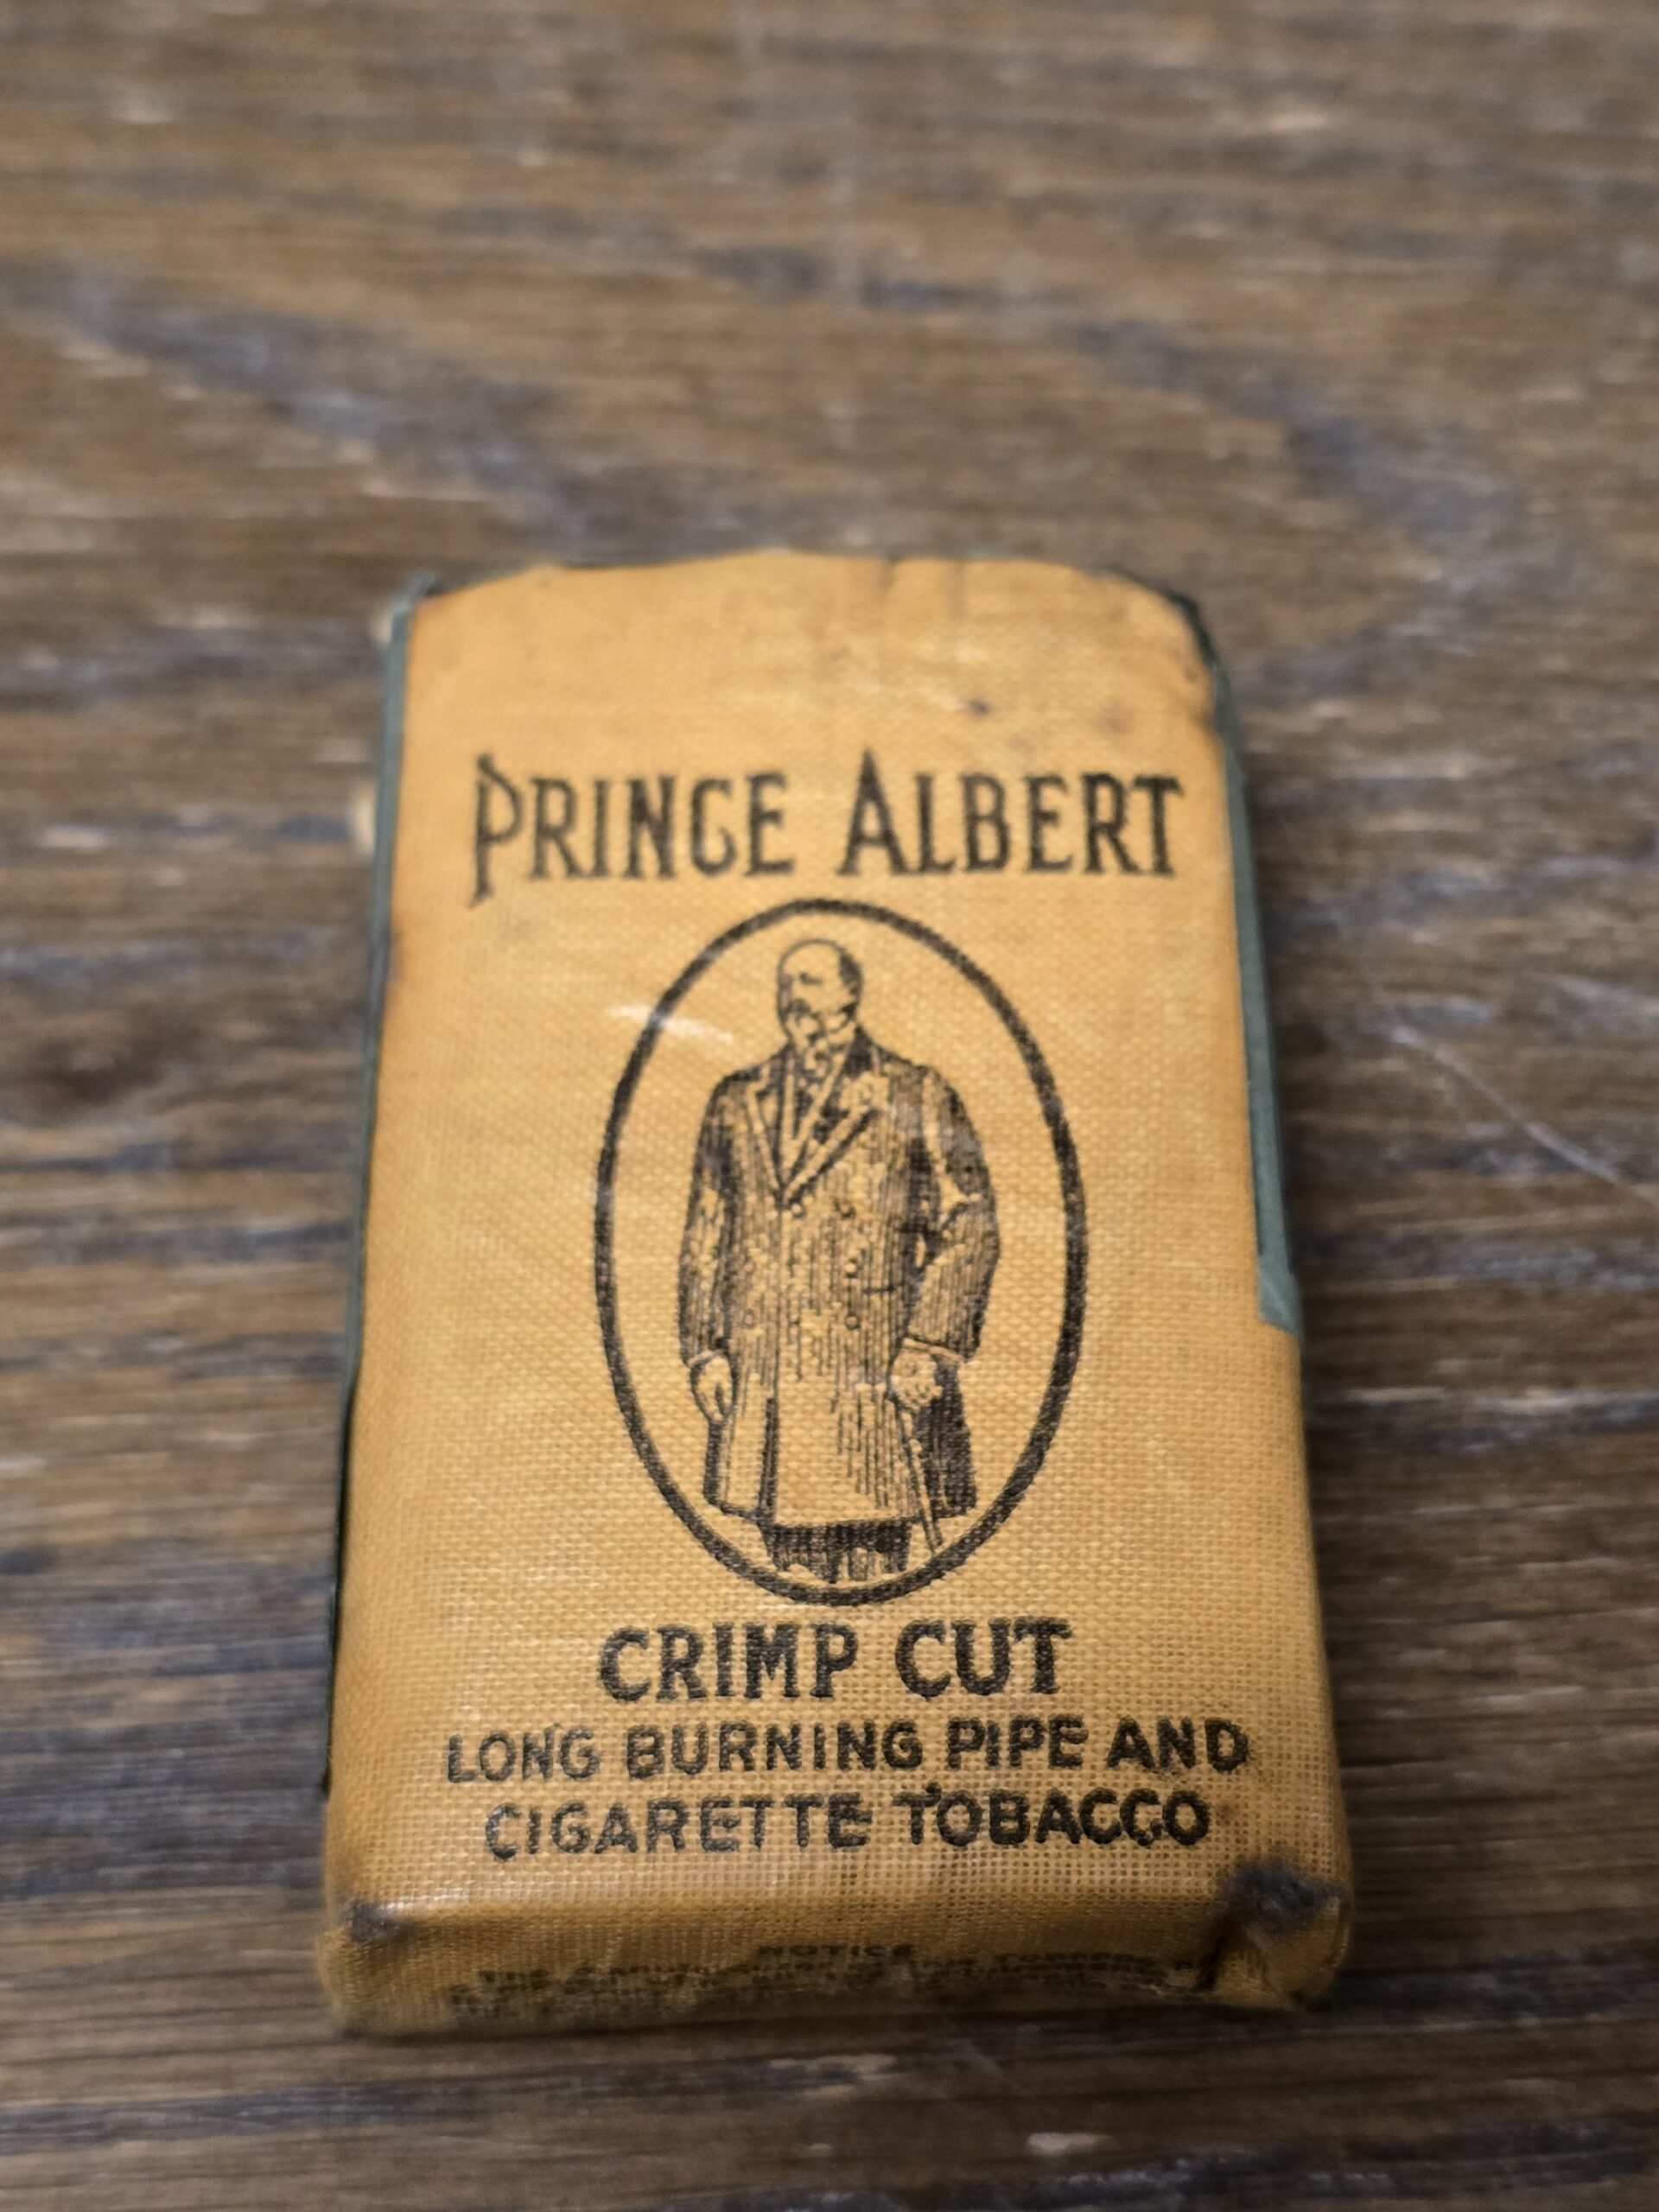 PRINCE ALBERT
CRIMP CUT
LONG BURNING PIPE AND
CIGARETTE TOBACCO
NOTICE